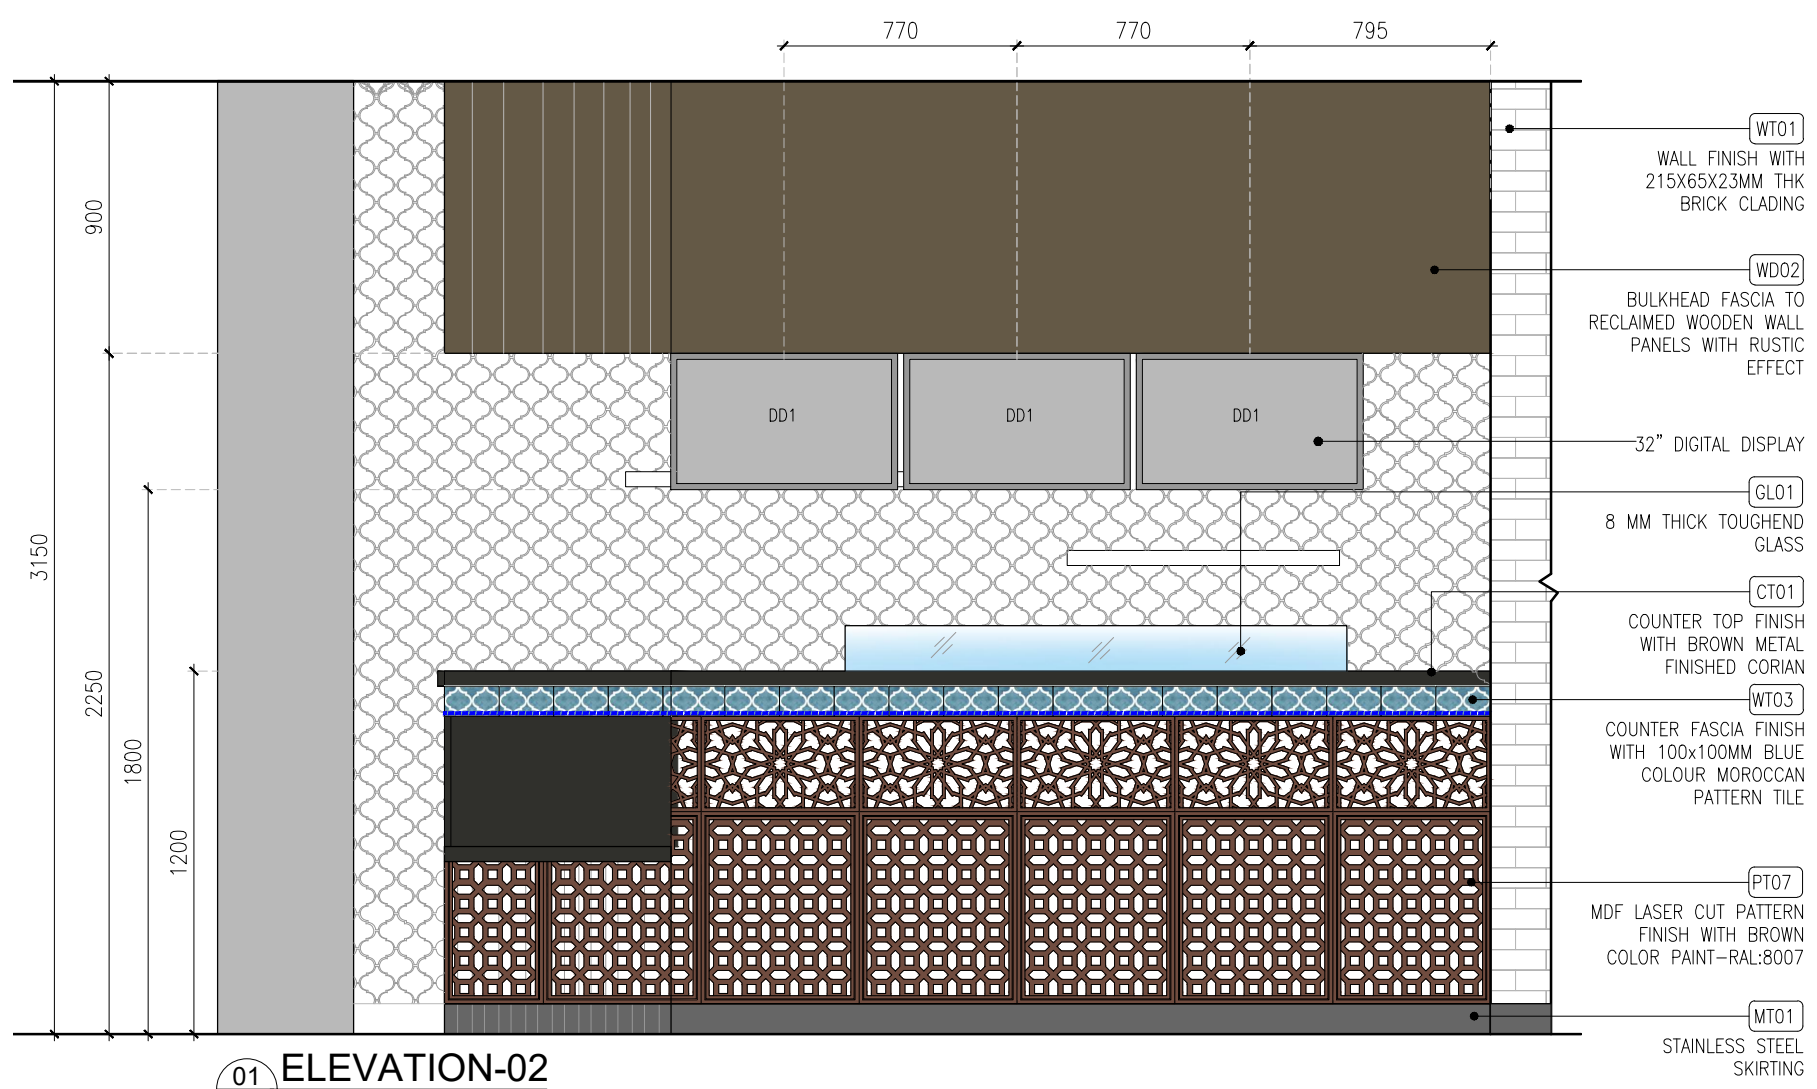 770
770
795
900
3150
2250
1800
1200
DD1
DD1
DD1
WT01
WALL FINISH WITH
215X65X23MM THK
BRICK CLADING
WD02
BULKHEAD FASCIA TO
RECLAIMED WOODEN WALL
PANELS WITH RUSTIC
EFFECT
32” DIGITAL DISPLAY
GL01
8 MM THICK TOUGHEND
GLASS
CT01
COUNTER TOP FINISH
WITH BROWN METAL
FINISHED CORIAN
WT03
COUNTER FASCIA FINISH
WITH 100x100MM BLUE
COLOUR MOROCCAN
PATTERN TILE
PT07
MDF LASER CUT PATTERN
FINISH WITH BROWN
COLOR PAINT-RAL:8007
MT01
STAINLESS STEEL
SKIRTING
01 ELEVATION-02